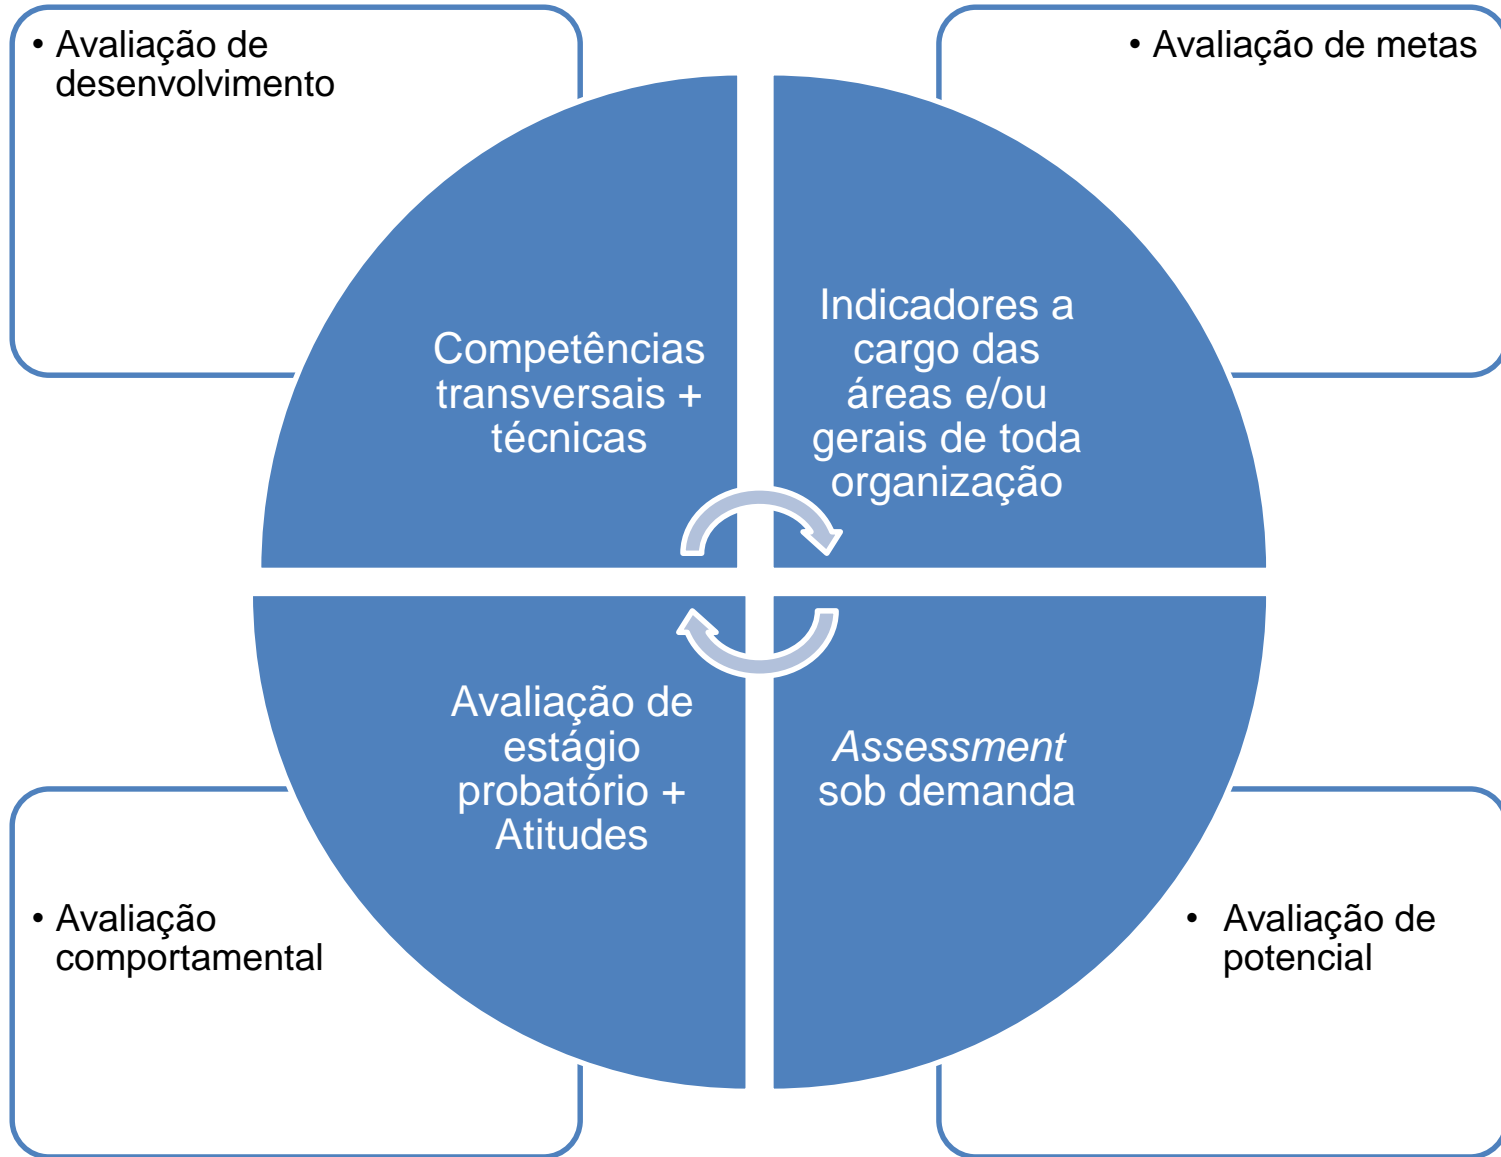 • Avaliação de
desenvolvimento
• Avaliação de metas
Competências
transversais +
técnicas
Indicadores a
cargo das
áreas e/ou
gerais de toda
organização
Avaliação de
estágio
probatório +
Atitudes
Assessment
sob demanda
• Avaliação
comportamental
• Avaliação de
potencial